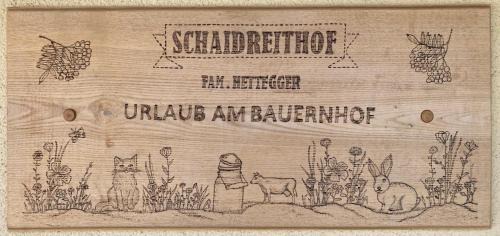 SCHAIDREITHOF
FAM. HETTEGGER
URLAUB AM BAUERNHOF